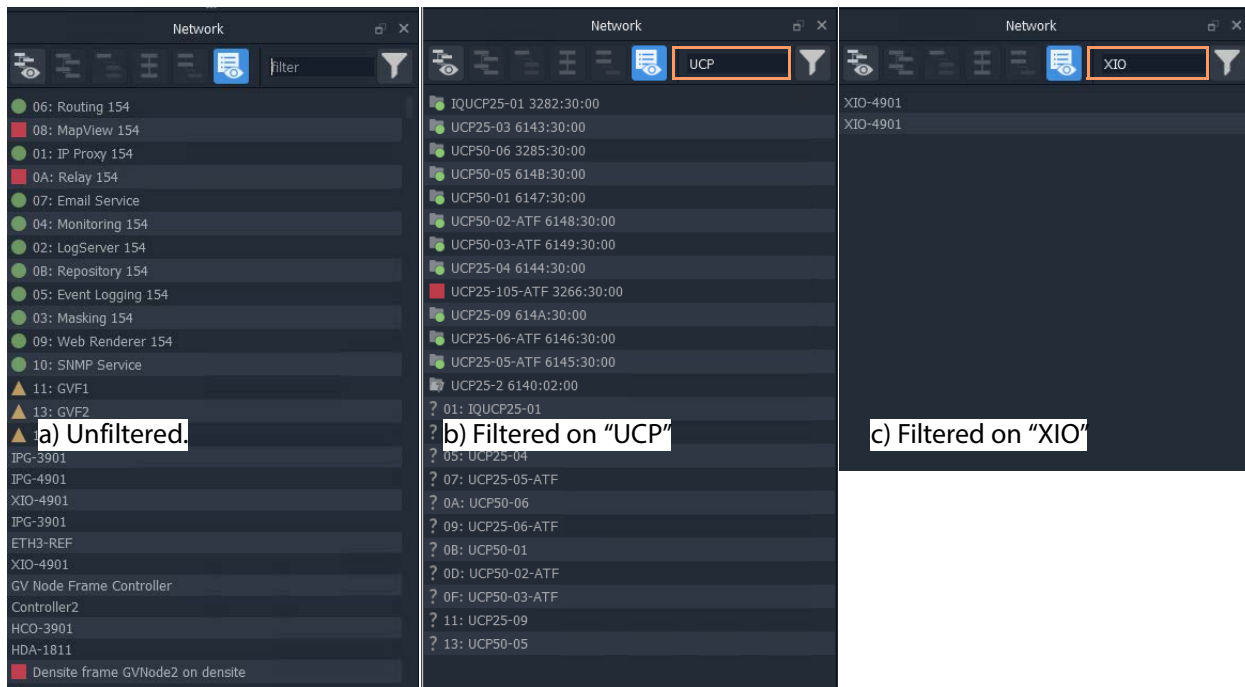 Network
filter
06: Routing 154
08: MapView 154
01: IP Proxy 154
0A: Relay 154
07: Email Service
04: Monitoring 154
02: LogServer 154
0B: Repository 154
05: Event Logging 154
03: Masking 154
09: Web Renderer 154
10: SNMP Service
11: GVF1
13: GVF2
a) Unfiltered.
IPG-3901
IPG-4901
XIO-4901
IPG-3901
ETH3-REF
XIO-4901
GV Node Frame Controller
Controller2
HCO-3901
HDA-1811
Densite frame GVNode2 on densite
Network
UCP
IQUCP25-01 3282:30:00
UCP25-03 6143:30:00
UCP50-06 3285:30:00
UCP50-05 614B:30:00
UCP50-01 6147:30:00
UCP50-02-ATF 6148:30:00
UCP50-03-ATF 6149:30:00
UCP25-04 6144:30:00
UCP25-105-ATF 3266:30:00
UCP25-09 614A:30:00
UCP25-06-ATF 6146:30:00
UCP25-05-ATF 6145:30:00
UCP25-2 6140:02:00
? 01: IQUCP25-01
?
b) Filtered on “UCP”
? 05: UCP25-04
? 07: UCP25-05-ATF
? 0A: UCP50-06
? 09: UCP25-06-ATF
? 0B: UCP50-01
? 0D: UCP50-02-ATF
? 0F: UCP50-03-ATF
? 11: UCP25-09
? 13: UCP50-05
Network
XIO
XIO-4901
XIO-4901
c) Filtered on “XIO”